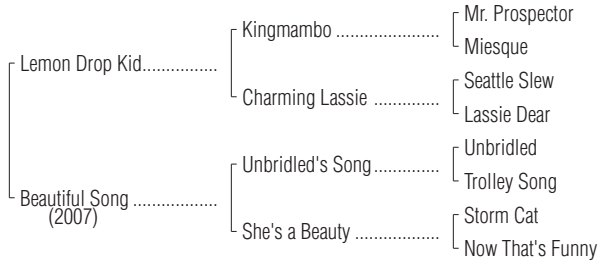 Mr. Prospector
Kingmambo ....................
Miesque
Lemon Drop Kid...............
Seattle Slew
Charming Lassie .............
Lassie Dear
Unbridled
Unbridled's Song.............
Trolley Song
Beautiful Song .................
(2007)
Storm Cat
She's a Beauty .................
Now That's Funny